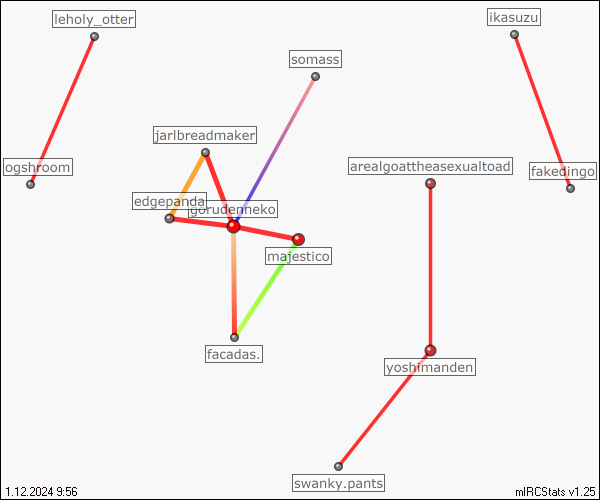 leholy_otter
ikasuzu
somass
jarlbreadmaker
ogshroom
arealgoattheasexualtoad
fakedingo
edgepanda
gorudenneko
majestico
facadas.
yoshimanden
swanky.pants
1.12.2024 9:56
mIRCStats v1.25